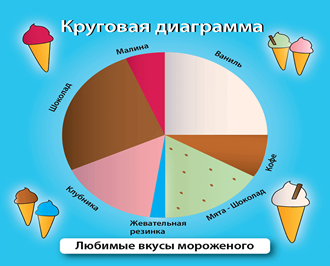 Круговая диаграмма
Малина
Ваниль
Шоколад
Кофе
Клубника
Мята - Шоколад
Жевательная
резинка
Любимые вкусы мороженого